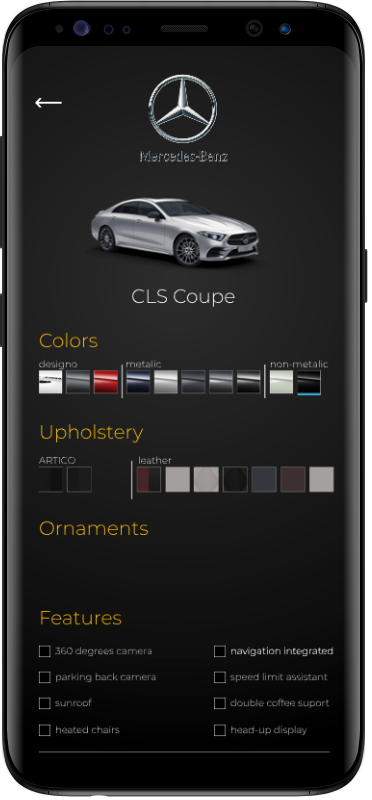 Mercedes-Benz
CLS Coupe
Colors
designo metalic non-metalic
Upholstery
ARTICO leather
Ornaments
Features
360 degrees camera navigation integrated
parking back camera speed limit assistant
sunroof double coffee suport
heated chairs head-up display